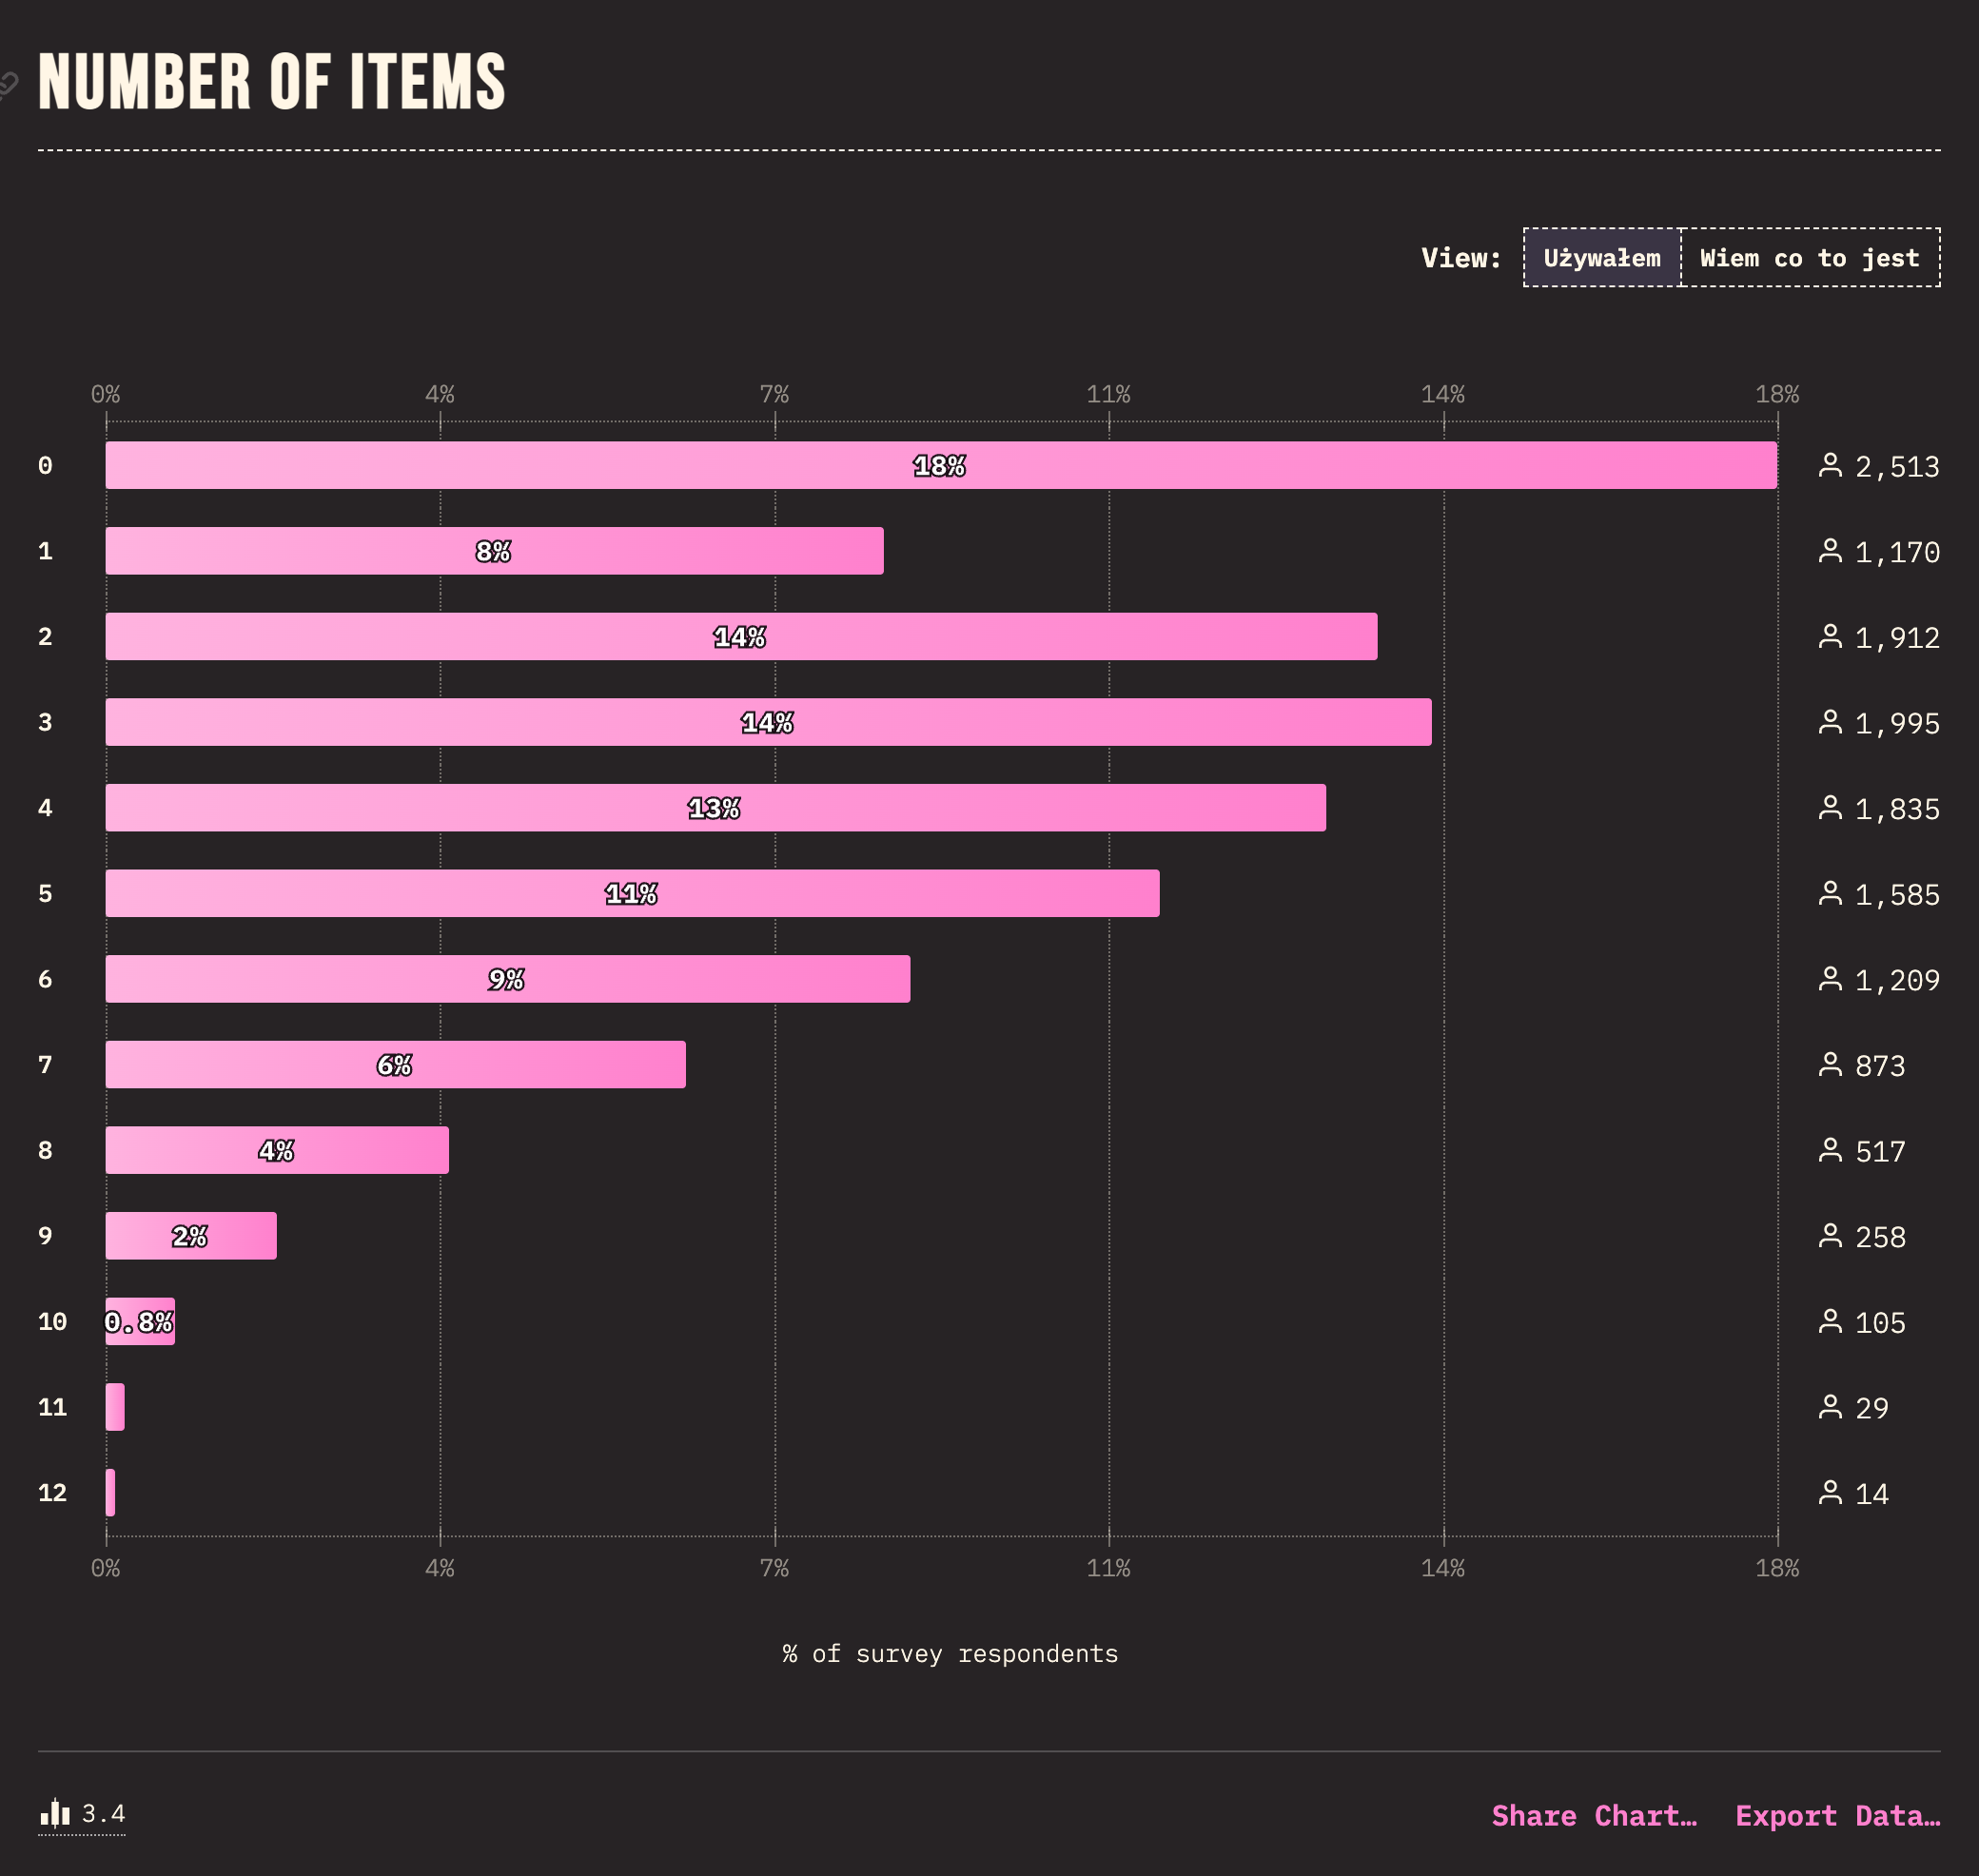 NUMBER OF ITEMS
View: Używałem Wiem co to jest
0% 4% 7% 11% 14% 18%
0 18% 2,513
1 8% 1,170
2 14% 1,912
3 14% 1,995
4 13% 1,835
5 11% 1,585
6 9% 1,209
7 6% 873
8 4% 517
9 2% 258
10 0.8% 105
11 29
12 14
0% 4% 7% 11% 14% 18%
% of survey respondents
3.4 Share Chart… Export Data…